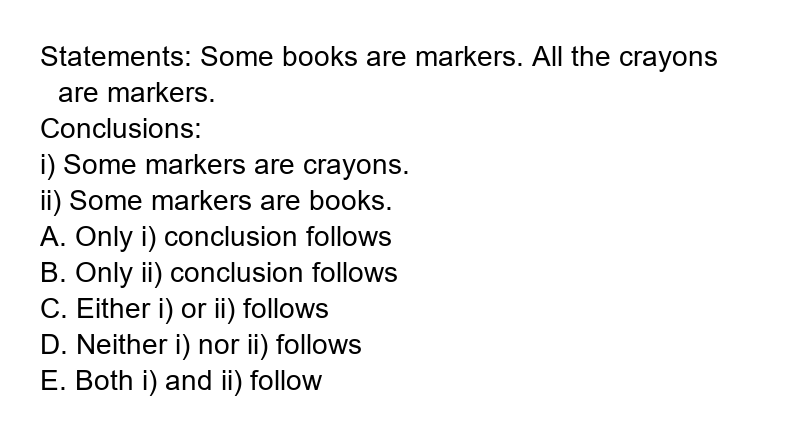 Statements: Some books are markers. All the crayons
are markers.
Conclusions:
i) Some markers are crayons.
ii) Some markers are books.
A. Only i) conclusion follows
B. Only ii) conclusion follows
C. Either i) or ii) follows
D. Neither i) nor ii) follows
E. Both i) and ii) follow